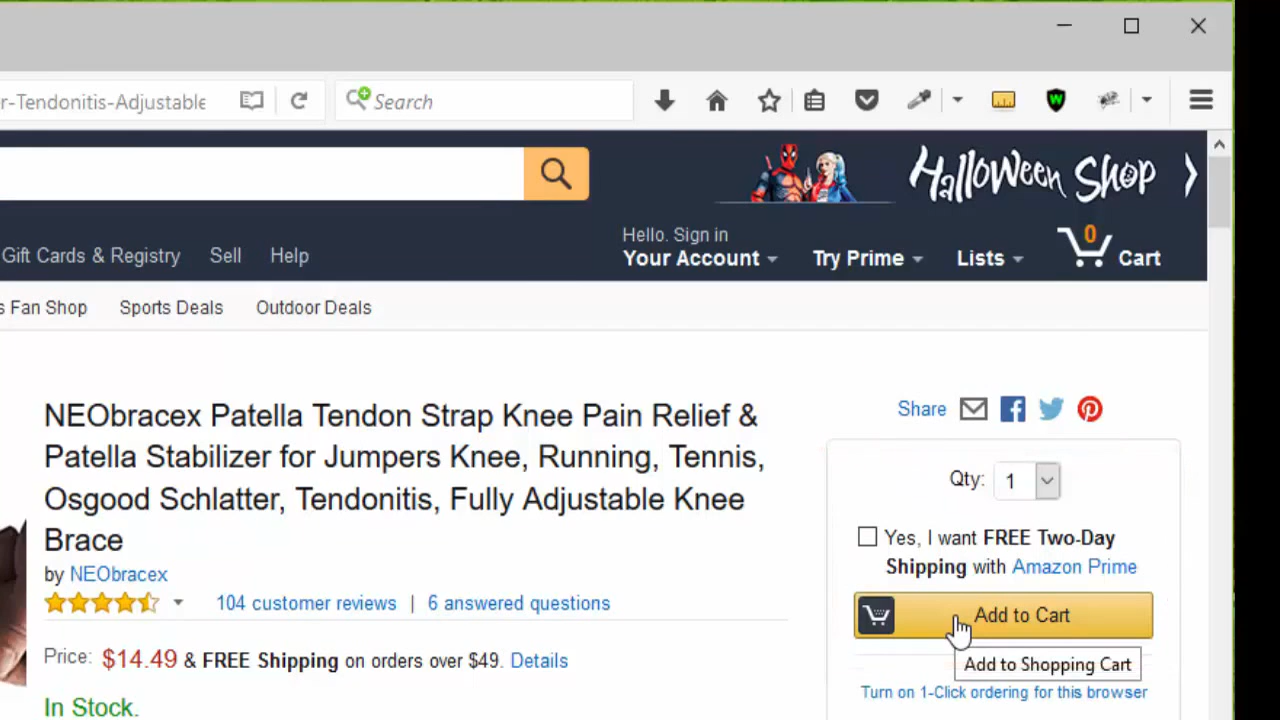 r-Tendonitis-Adjustable
Search
Halloween Shop
Gift Cards & Registry Sell Help
Hello. Sign in
Your Account Try Prime Lists 0 Cart
s Fan Shop Sports Deals Outdoor Deals
NEObracex Patella Tendon Strap Knee Pain Relief &
Patella Stabilizer for Jumpers Knee, Running, Tennis,
Osgood Schlatter, Tendonitis, Fully Adjustable Knee
Brace
by NEObracex
104 customer reviews | 6 answered questions
Price: $14.49 & FREE Shipping on orders over $49. Details
In Stock.
Share
Qty: 1
Yes, I want FREE Two-Day
Shipping with Amazon Prime
Add to Cart
Add to Shopping Cart
Turn on 1-Click ordering for this browser